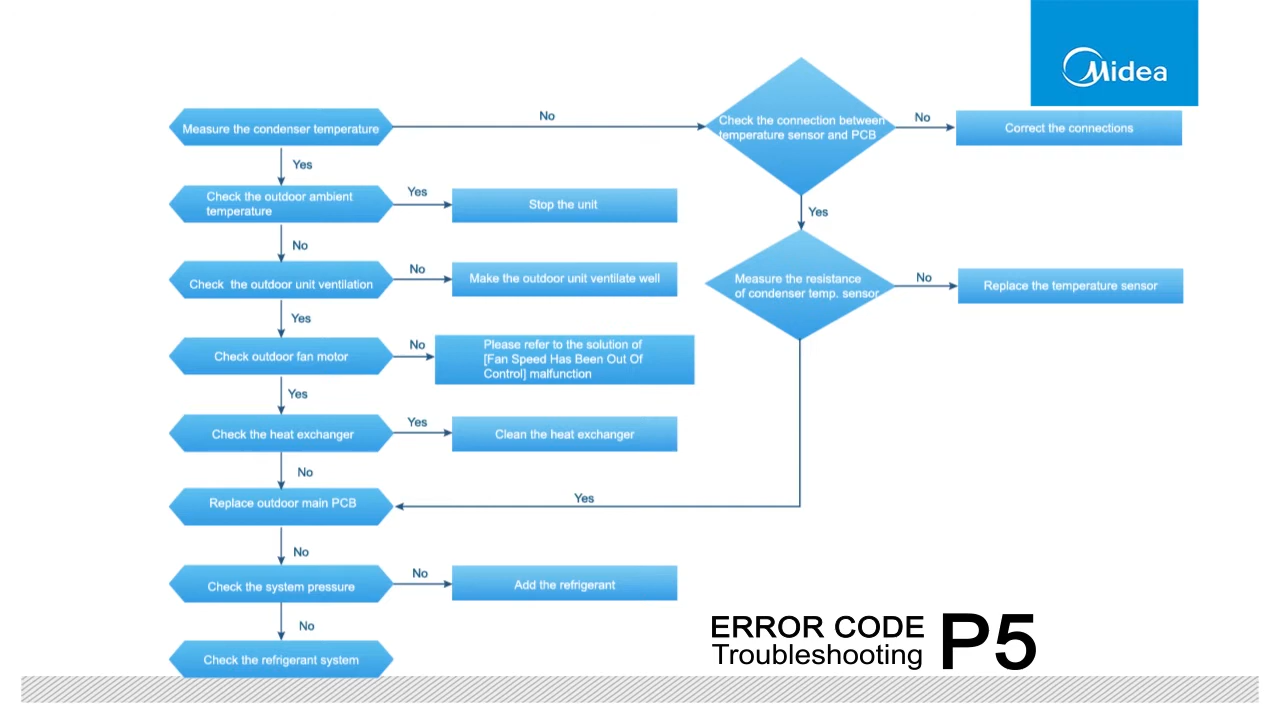 Midea
Measure the condenser temperature
No
Check the connection between
temperature sensor and PCB
No
Correct the connections
Yes
Check the outdoor ambient
temperature
Yes
Stop the unit
Yes
No
Check the outdoor unit ventilation
No
Make the outdoor unit ventilate well
Measure the resistance
of condenser temp. sensor
No
Replace the temperature sensor
Yes
Check outdoor fan motor
No
Please refer to the solution of
[Fan Speed Has Been Out Of
Control] malfunction
Yes
Check the heat exchanger
Yes
Clean the heat exchanger
No
Replace outdoor main PCB
Yes
No
Check the system pressure
No
Add the refrigerant
No
Check the refrigerant system
ERROR CODE
Troubleshooting
P5